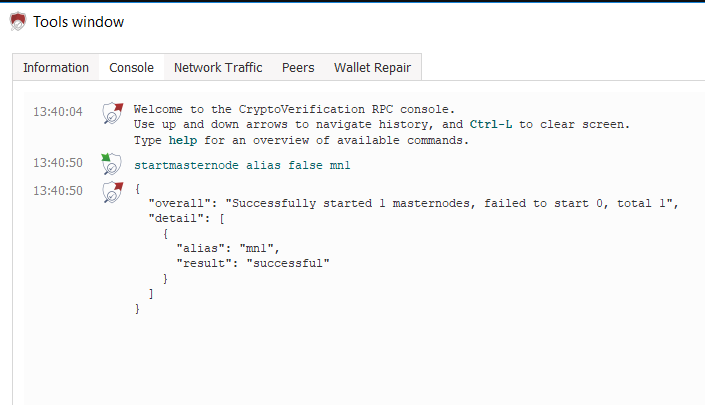 Tools window
Information Console Network Traffic Peers Wallet Repair
13:40:04 Welcome to the CryptoVerification RPC console.
Use up and down arrows to navigate history, and Ctrl-L to clear screen.
Type help for an overview of available commands.
13:40:50 startmasternode alias false mn1
13:40:50 {
"overall": "Successfully started 1 masternodes, failed to start 0, total 1",
"detail": [
{
"alias": "mn1",
"result": "successful"
}
]
}